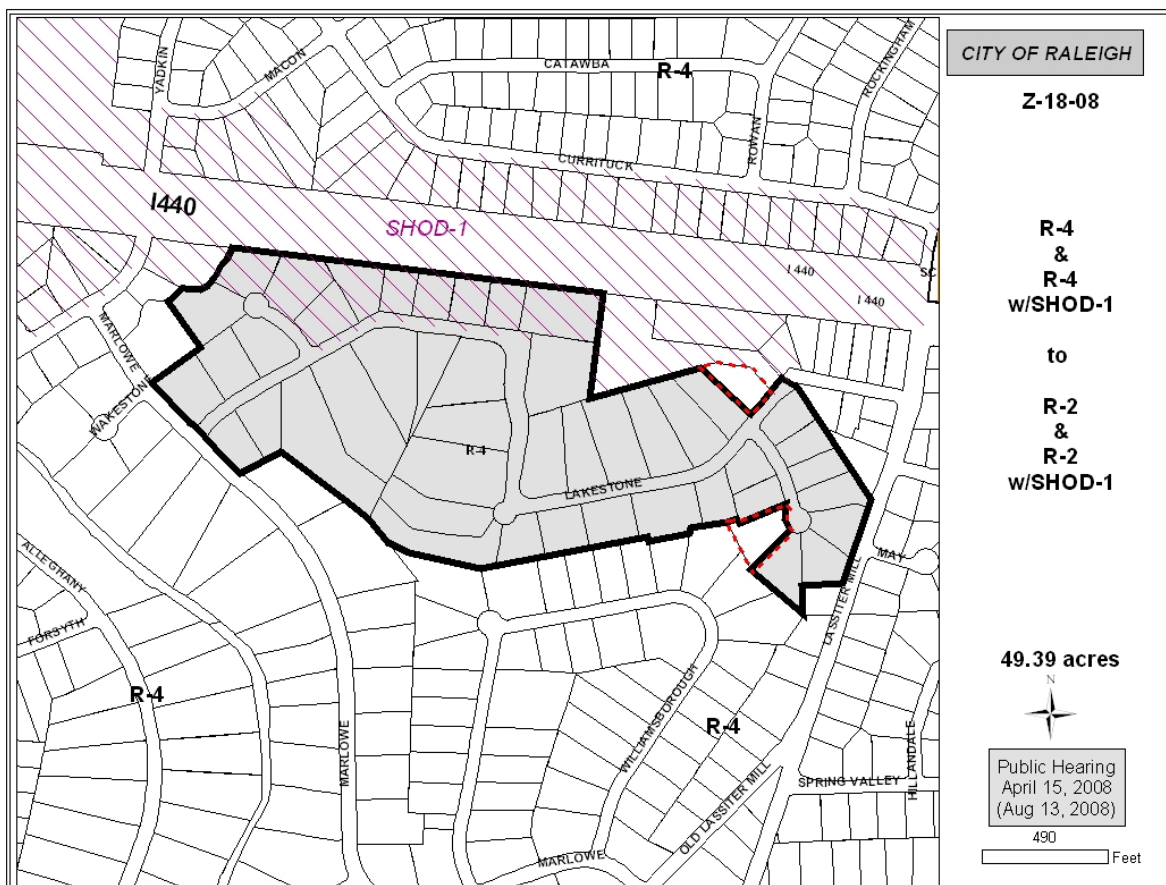 YADKIN
MACON
CATAWBA
R-4
ROCKINGHAM
ROWAN
CURRITUCK
I440
SHOD-1
I 440
I 440
SC
MARLOWE
WAKESTONE
R-4
LAKESTONE
MAY
LASSITER MILL
ALLEGHANY
FORSYTH
R-4
MARLOWE
WILLIAMSBOROUGH
R-4
OLD LASSITER MILL
SPRING VALLEY
HILLANDALE
MARLOWE
CITY OF RALEIGH
Z-18-08
R-4
&
R-4
w/SHOD-1
to
R-2
&
R-2
w/SHOD-1
49.39 acres
N
Public Hearing
April 15, 2008
(Aug 13, 2008)
490
Feet